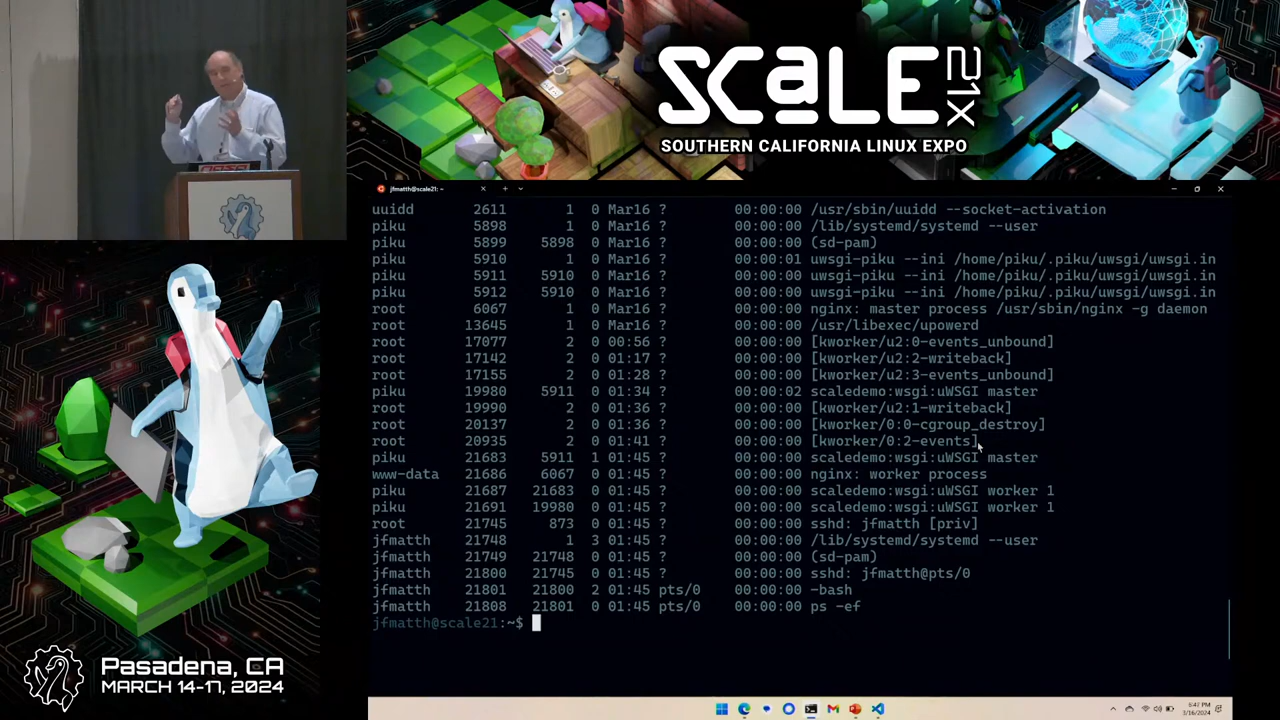 SCaLE 21X
SOUTHERN CALIFORNIA LINUX EXPO
jfmatth@scale21: ~
uuidd 2611 1 0 Mar16 ? 00:00:00 /usr/sbin/uuidd --socket-activation
piku 5898 1 0 Mar16 ? 00:00:00 /lib/systemd/systemd --user
piku 5899 5898 0 Mar16 ? 00:00:00 (sd-pam)
piku 5910 1 0 Mar16 ? 00:00:01 uwsgi-piku --ini /home/piku/.piku/uwsgi/uwsgi.in
piku 5911 5910 0 Mar16 ? 00:00:00 uwsgi-piku --ini /home/piku/.piku/uwsgi/uwsgi.in
piku 5912 5910 0 Mar16 ? 00:00:00 uwsgi-piku --ini /home/piku/.piku/uwsgi/uwsgi.in
root 6067 1 0 Mar16 ? 00:00:00 nginx: master process /usr/sbin/nginx -g daemon
root 13645 1 0 Mar16 ? 00:00:00 /usr/libexec/upowerd
root 17077 2 0 00:56 ? 00:00:00 [kworker/u2:0-events_unbound]
root 17142 2 0 01:17 ? 00:00:00 [kworker/u2:2-writeback]
root 17155 2 0 01:28 ? 00:00:00 [kworker/u2:3-events_unbound]
piku 19980 5911 0 01:34 ? 00:00:02 scaledemo:wsgi:uWSGI master
root 19990 2 0 01:36 ? 00:00:00 [kworker/u2:1-writeback]
root 20137 2 0 01:36 ? 00:00:00 [kworker/0:0-cgroup_destroy]
root 20935 2 0 01:41 ? 00:00:00 [kworker/0:2-events]
piku 21683 5911 1 01:45 ? 00:00:00 scaledemo:wsgi:uWSGI master
www-data 21686 6067 0 01:45 ? 00:00:00 nginx: worker process
piku 21687 21683 0 01:45 ? 00:00:00 scaledemo:wsgi:uWSGI worker 1
piku 21691 19980 0 01:45 ? 00:00:00 scaledemo:wsgi:uWSGI worker 1
root 21745 873 0 01:45 ? 00:00:00 sshd: jfmatth [priv]
jfmatth 21748 1 3 01:45 ? 00:00:00 /lib/systemd/systemd --user
jfmatth 21749 21748 0 01:45 ? 00:00:00 (sd-pam)
jfmatth 21800 21745 0 01:45 ? 00:00:00 sshd: jfmatth@pts/0
jfmatth 21801 21800 2 01:45 pts/0 00:00:00 -bash
jfmatth 21808 21801 0 01:45 pts/0 00:00:00 ps -ef
jfmatth@scale21:~$
Pasadena, CA
MARCH 14-17, 2024
6:47 PM
3/16/2024